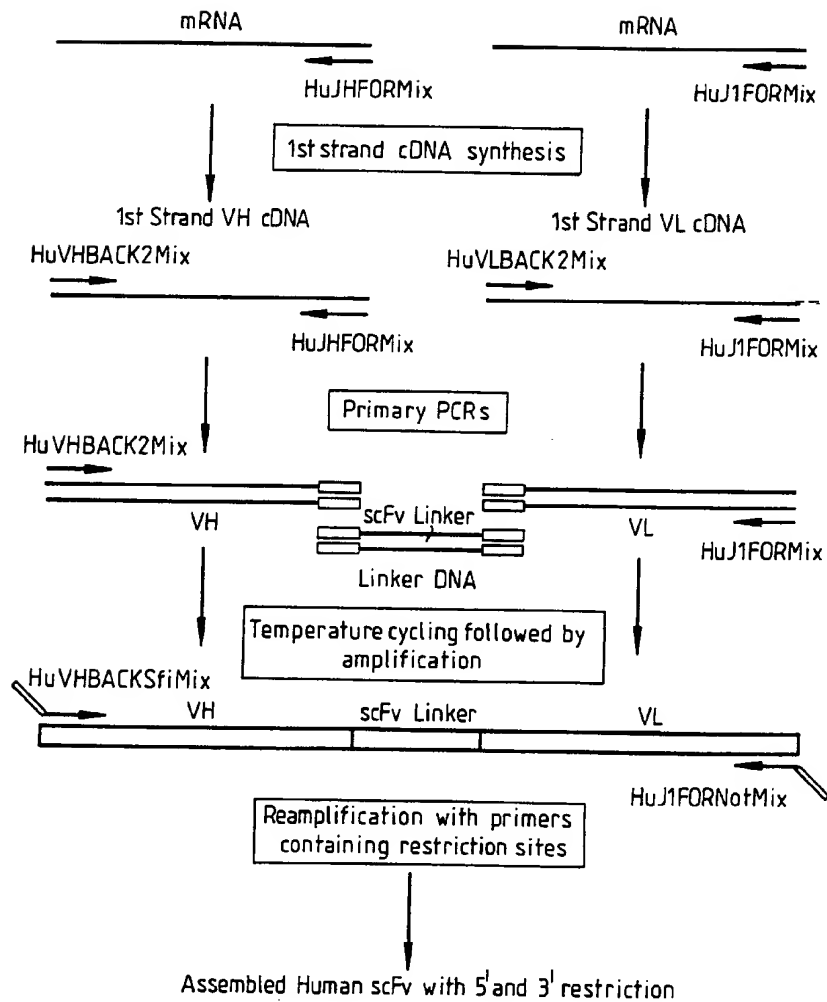 mRNA
mRNA
HuJHFORMix
HuJ1FORMix
1st strand cDNA synthesis
1st Strand VH cDNA
1st Strand VL cDNA
HuVHBACK2Mix
HuVLBACK2Mix
HuJHFORMix
HuJ1FORMix
Primary PCRs
HuVHBACK2Mix
VH
scFv Linker
VL
HuJ1FORMix
Linker DNA
Temperature cycling followed by
amplification
HuVHBACKSfiMix
VH
scFv Linker
VL
HuJ1FORNotMix
Reamplification with primers
containing restriction sites
Assembled Human scFv with 5' and 3' restriction